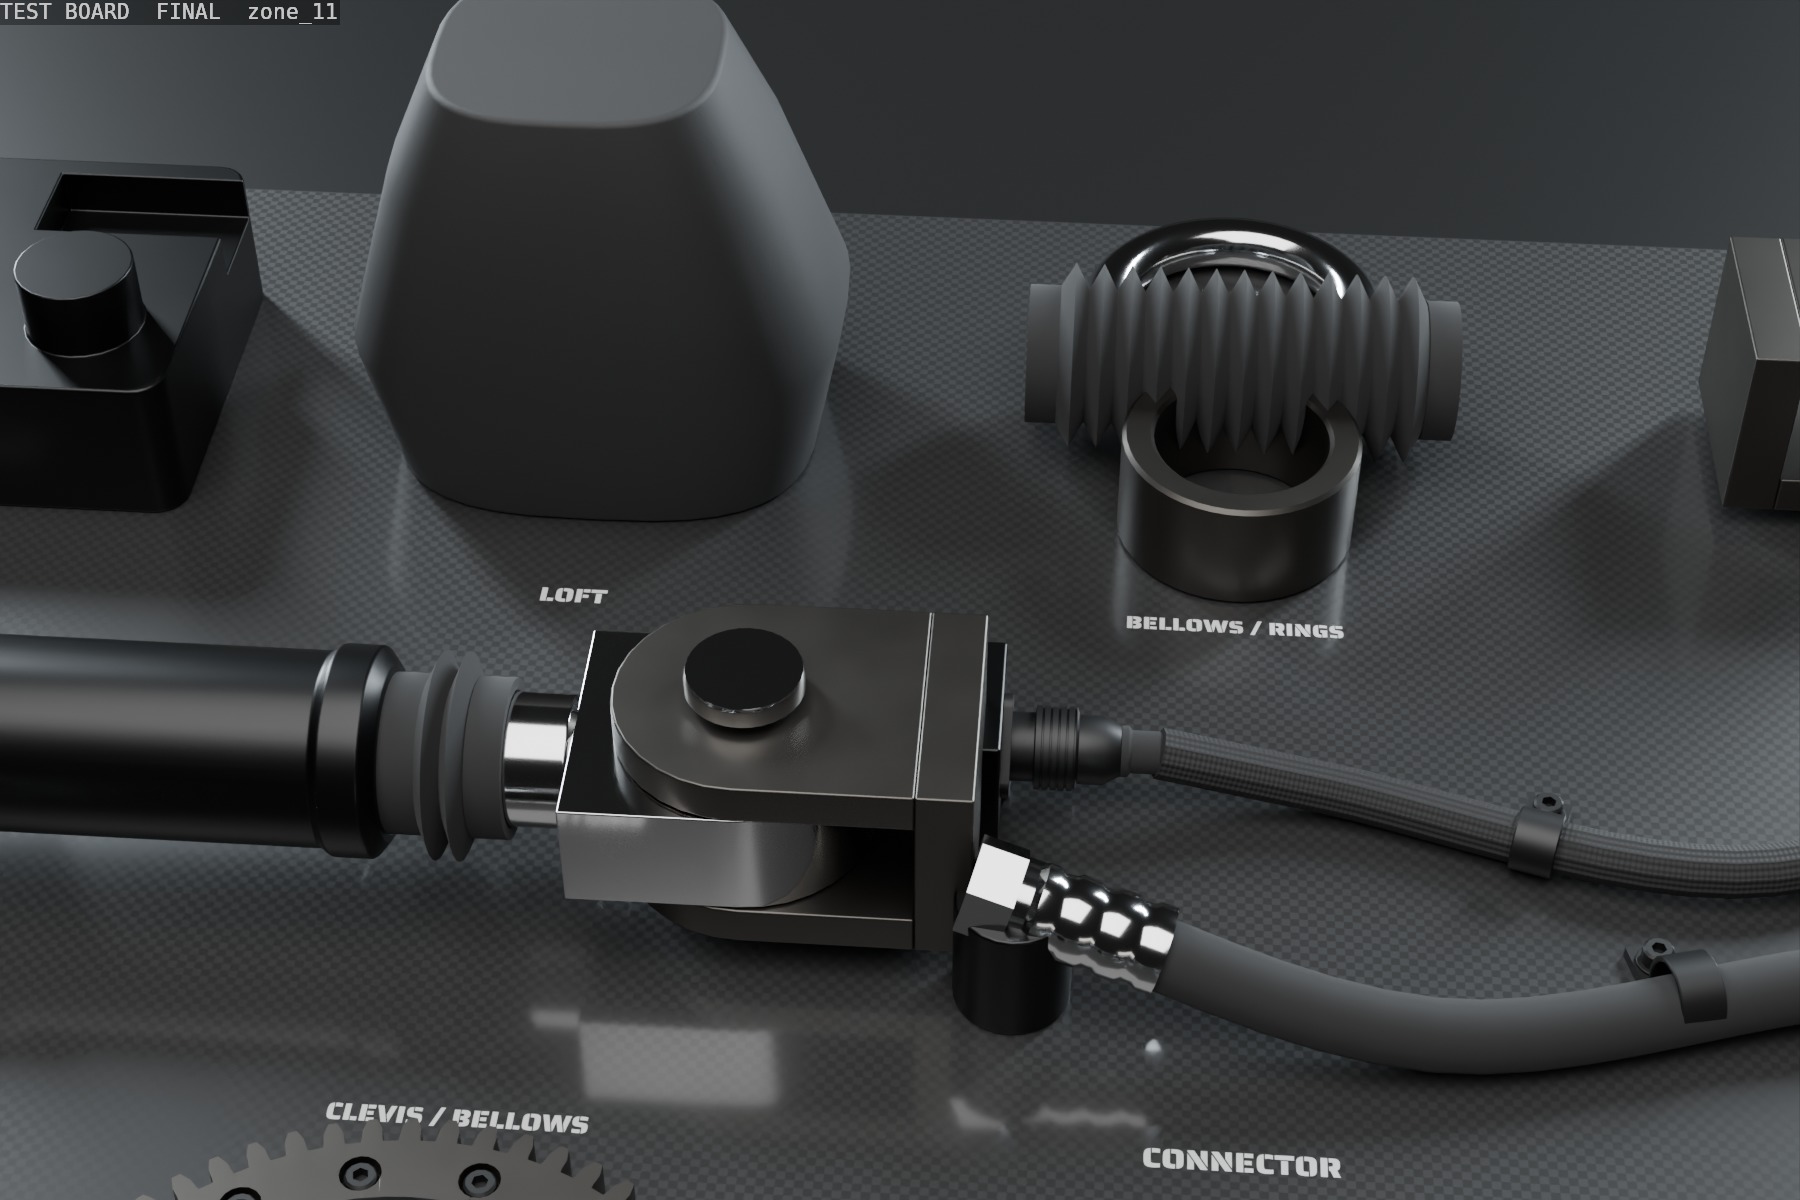 TEST BOARD FINAL zone_11
LOFT
BELLOWS / RINGS
CLEVIS / BELLOWS
CONNECTOR